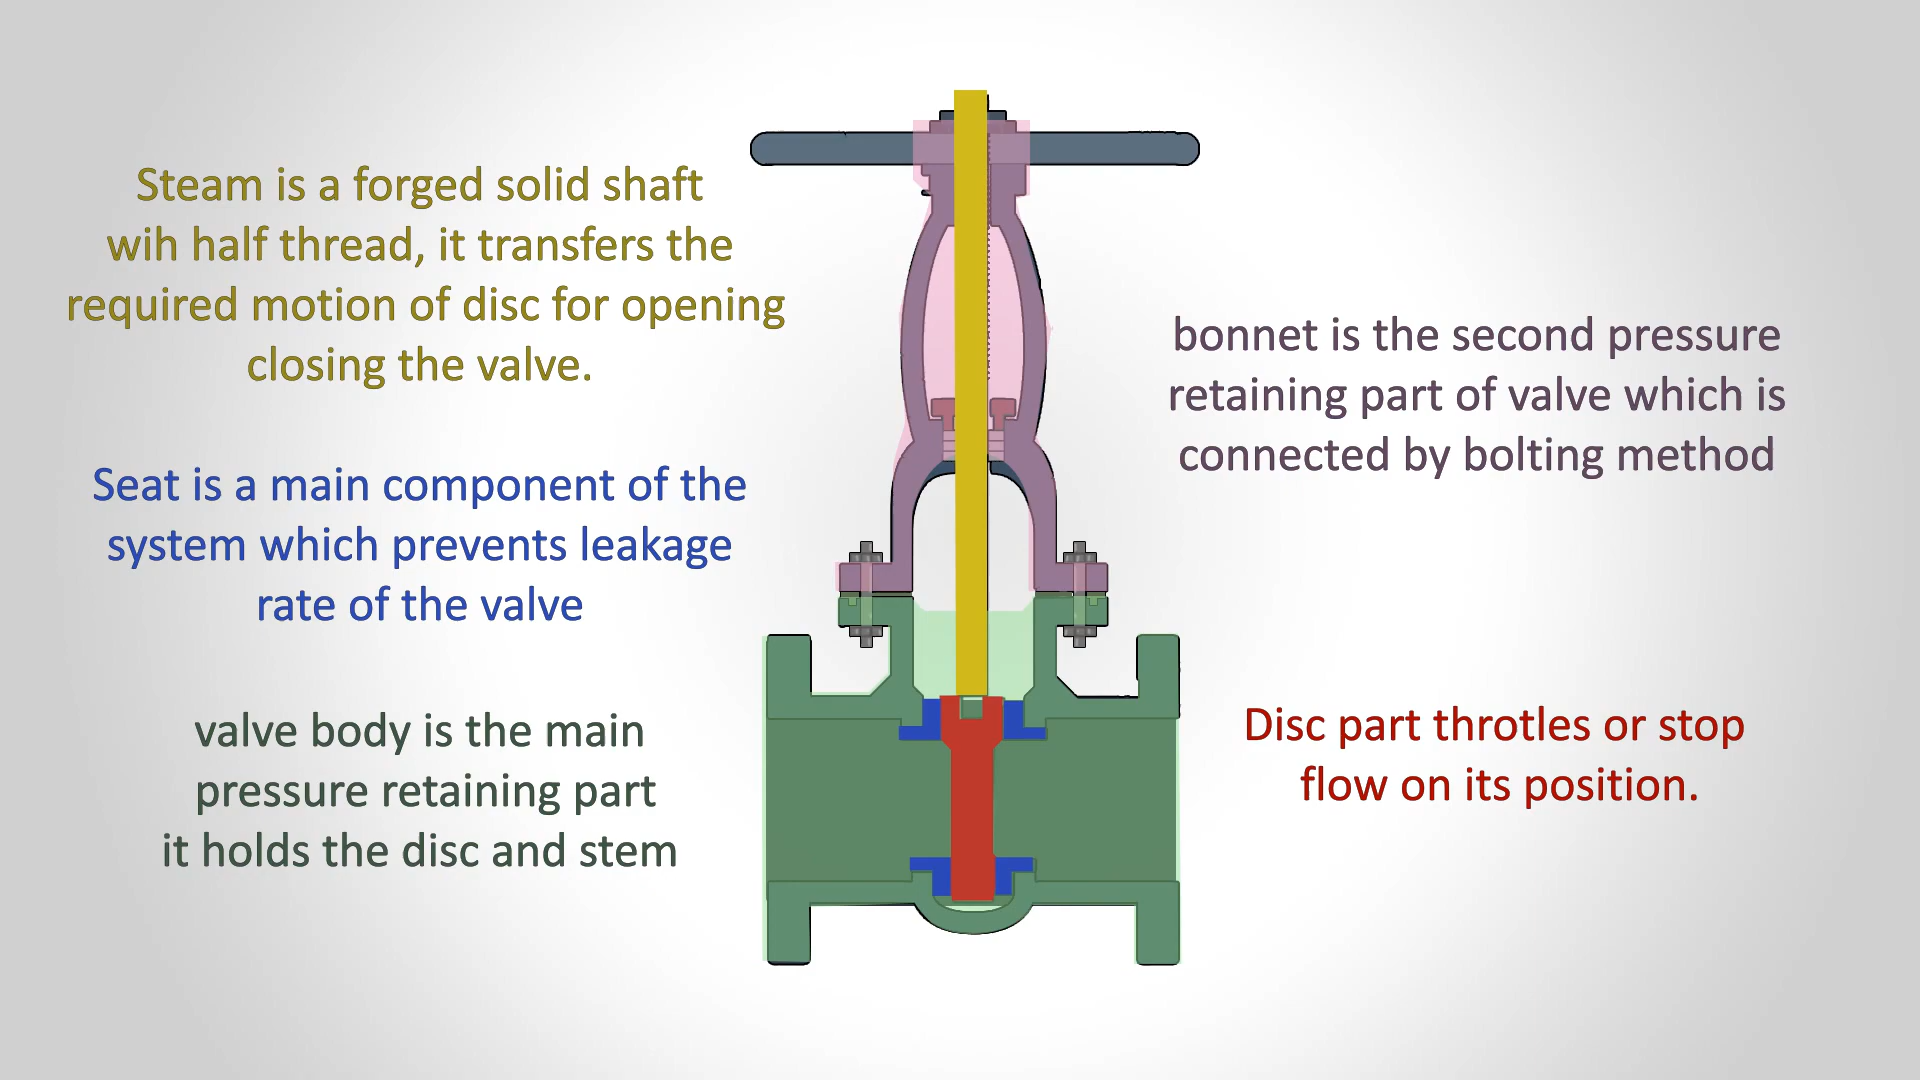 Steam is a forged solid shaft
wih half thread, it transfers the
required motion of disc for opening
closing the valve.
Seat is a main component of the
system which prevents leakage
rate of the valve
valve body is the main
pressure retaining part
it holds the disc and stem
bonnet is the second pressure
retaining part of valve which is
connected by bolting method
Disc part throtles or stop
flow on its position.